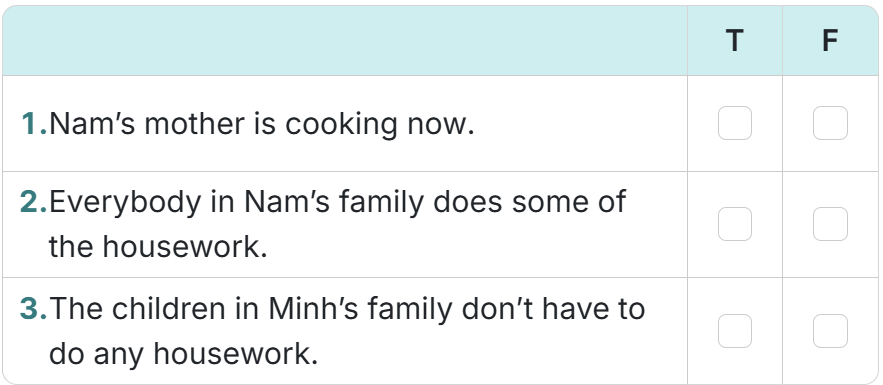 T F
1.Nam’s mother is cooking now.
2.Everybody in Nam’s family does some of
the housework.
3.The children in Minh’s family don’t have to
do any housework.